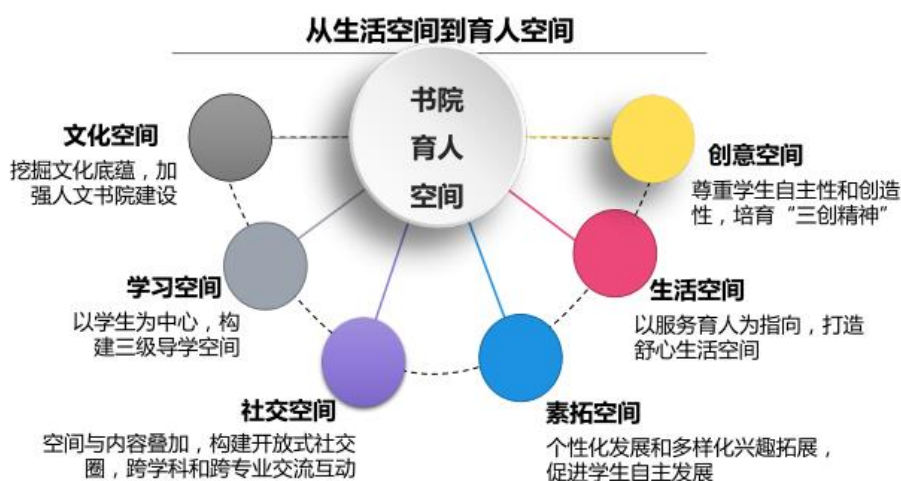 从生活空间到育人空间
书院
育人
空间
文化空间
挖掘文化底蕴，加
强人文书院建设
学习空间
以学生为中心，构
建三级导学空间
社交空间
空间与内容叠加，构建开放式社交
圈，跨学科和跨专业交流互动
素拓空间
个性化发展和多样化兴趣拓展，
促进学生自主发展
生活空间
以服务育人为指向，打造
舒心生活空间
创意空间
尊重学生自主性和创造
性，培育“三创精神”